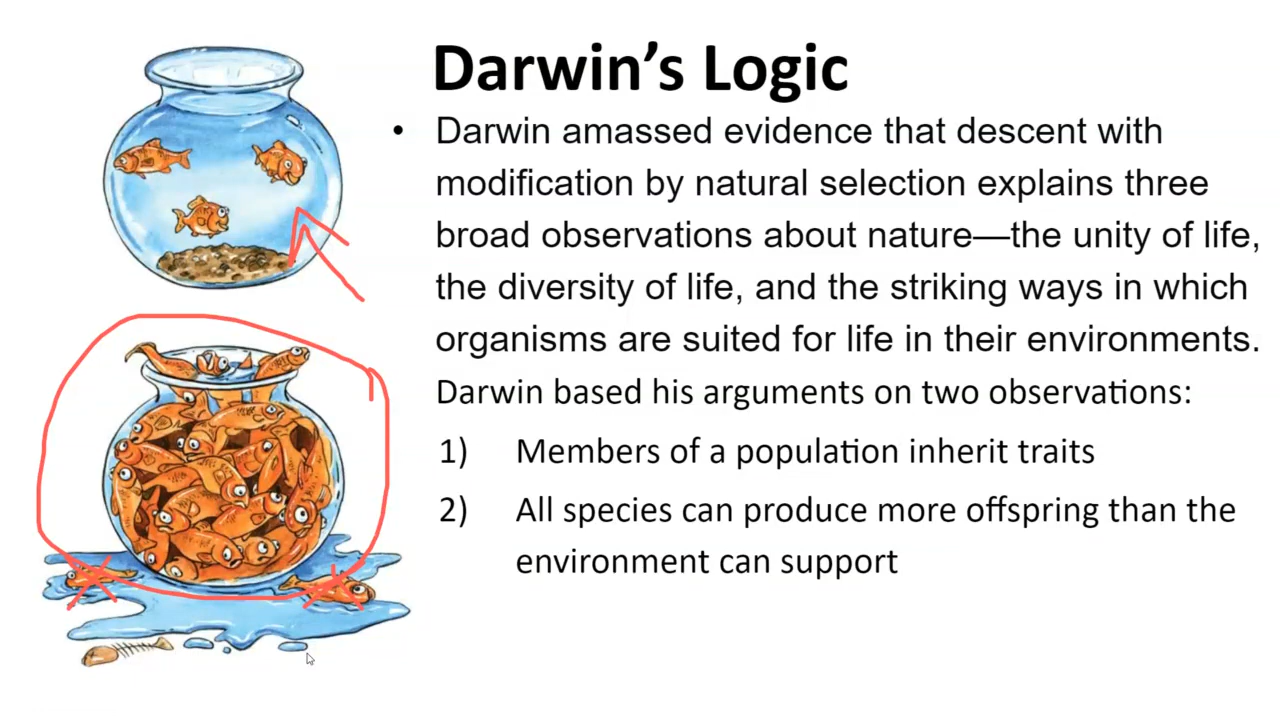 Darwin's Logic
• Darwin amassed evidence that descent with
modification by natural selection explains three
broad observations about nature—the unity of life,
the diversity of life, and the striking ways in which
organisms are suited for life in their environments.
Darwin based his arguments on two observations:
1) Members of a population inherit traits
2) All species can produce more offspring than the
environment can support